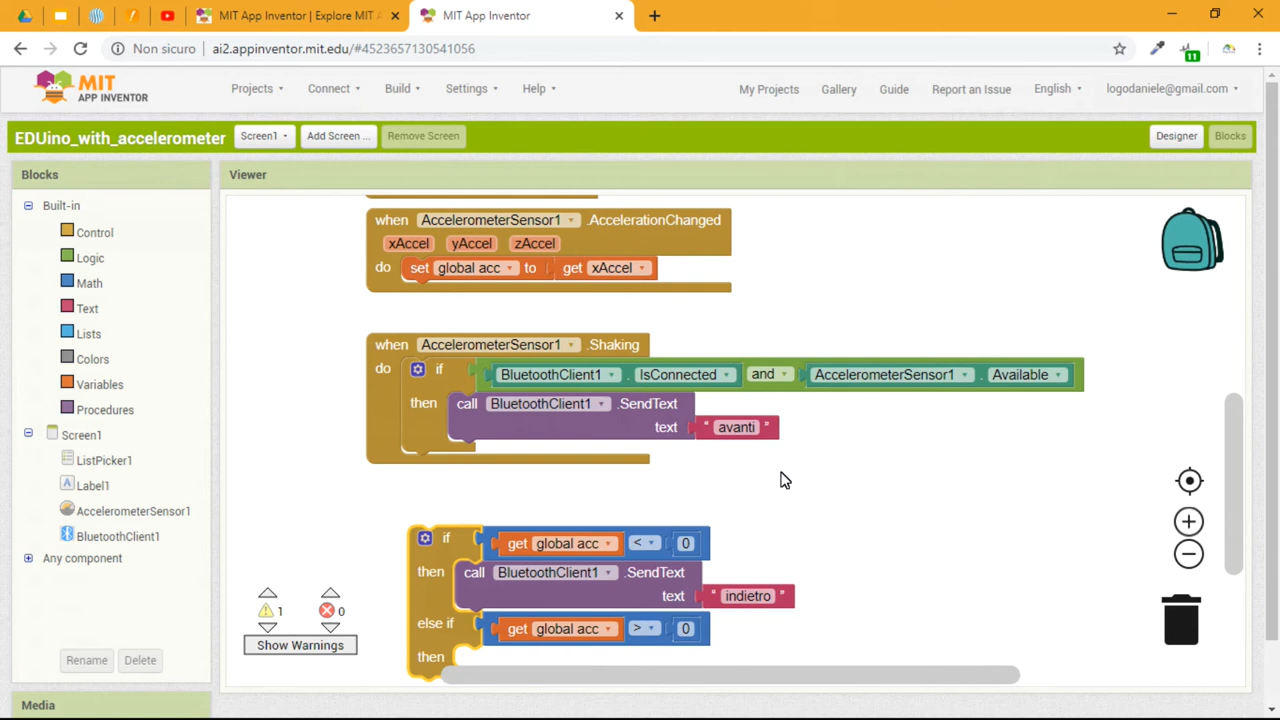 MIT App Inventor | Explore MIT A
MIT App Inventor
Non sicuro
ai2.appinventor.mit.edu/#4523657130541056
11
MIT
APP INVENTOR
Projects
Connect
Build
Settings
Help
My Projects
Gallery
Guide
Report an Issue
English
logodaniele@gmail.com
EDUino_with_accelerometer
Screen1
Add Screen ...
Remove Screen
Designer
Blocks
Blocks
Viewer
Built-in
Control
Logic
Math
Text
Lists
Colors
Variables
Procedures
Screen1
ListPicker1
Label1
AccelerometerSensor1
BluetoothClient1
Any component
Rename
Delete
Media
when AccelerometerSensor1 .AccelerationChanged
xAccel yAccel zAccel
do set global acc to get xAccel
when AccelerometerSensor1 .Shaking
do if BluetoothClient1 . IsConnected and AccelerometerSensor1 . Available
then call BluetoothClient1 .SendText
text " avanti "
if get global acc < 0
then call BluetoothClient1 .SendText
text " indietro "
else if get global acc > 0
then
1 0
Show Warnings